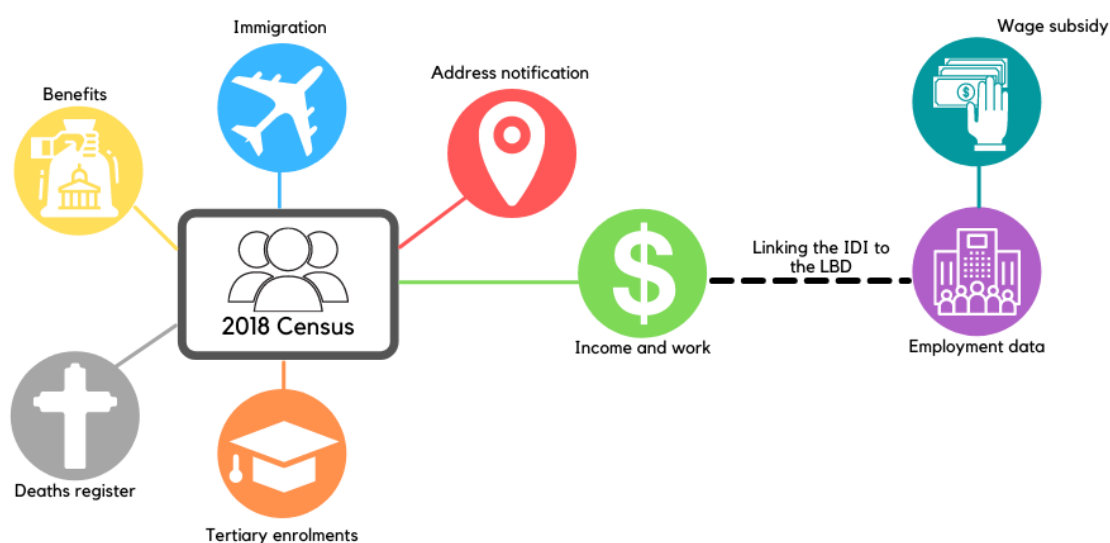 Immigration
Wage subsidy
Address notification
Benefits
$
Linking the IDI to
the LBD
2018 Census
$
Income and work
Employment data
Deaths register
Tertiary enrolments